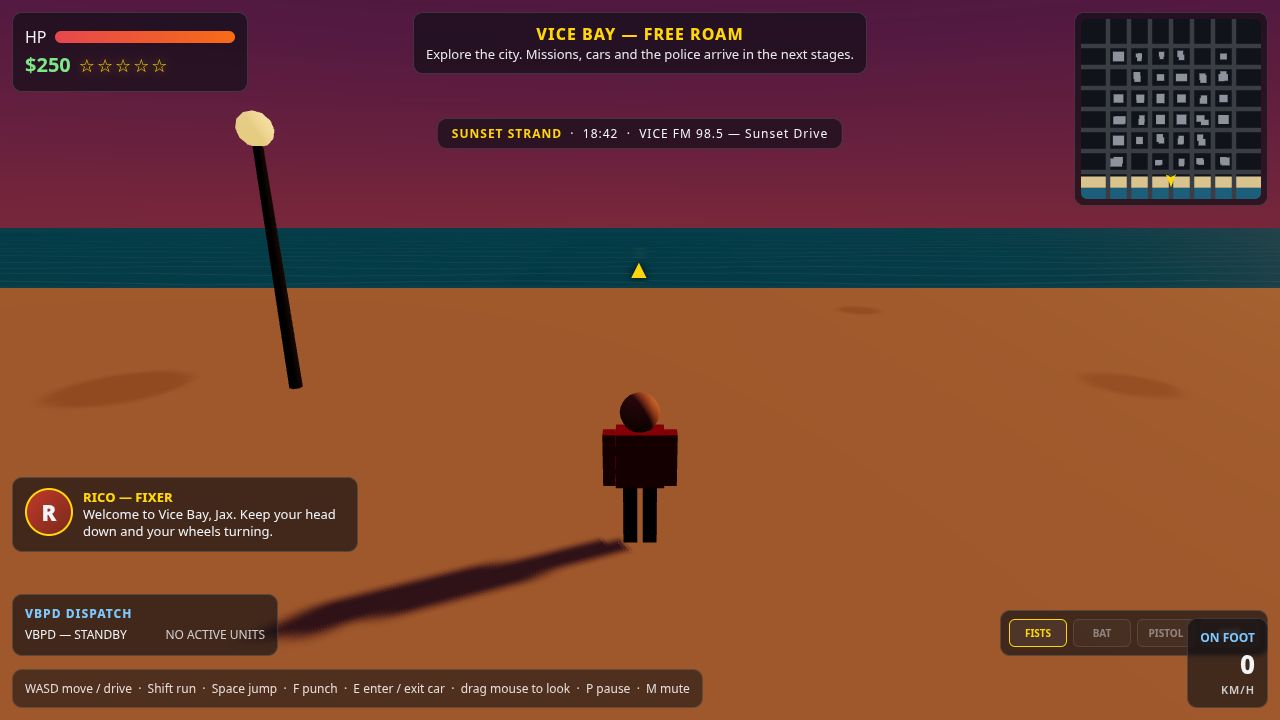 HP
$250 ☆☆☆☆☆
VICE BAY — FREE ROAM
Explore the city. Missions, cars and the police arrive in the next stages.
SUNSET STRAND · 18:42 · VICE FM 98.5 — Sunset Drive
R
RICO — FIXER
Welcome to Vice Bay, Jax. Keep your head
down and your wheels turning.
VBPD DISPATCH
VBPD — STANDBY NO ACTIVE UNITS
FISTS BAT PISTOL
ON FOOT
0
KM/H
WASD move / drive · Shift run · Space jump · F punch · E enter / exit car · drag mouse to look · P pause · M mute